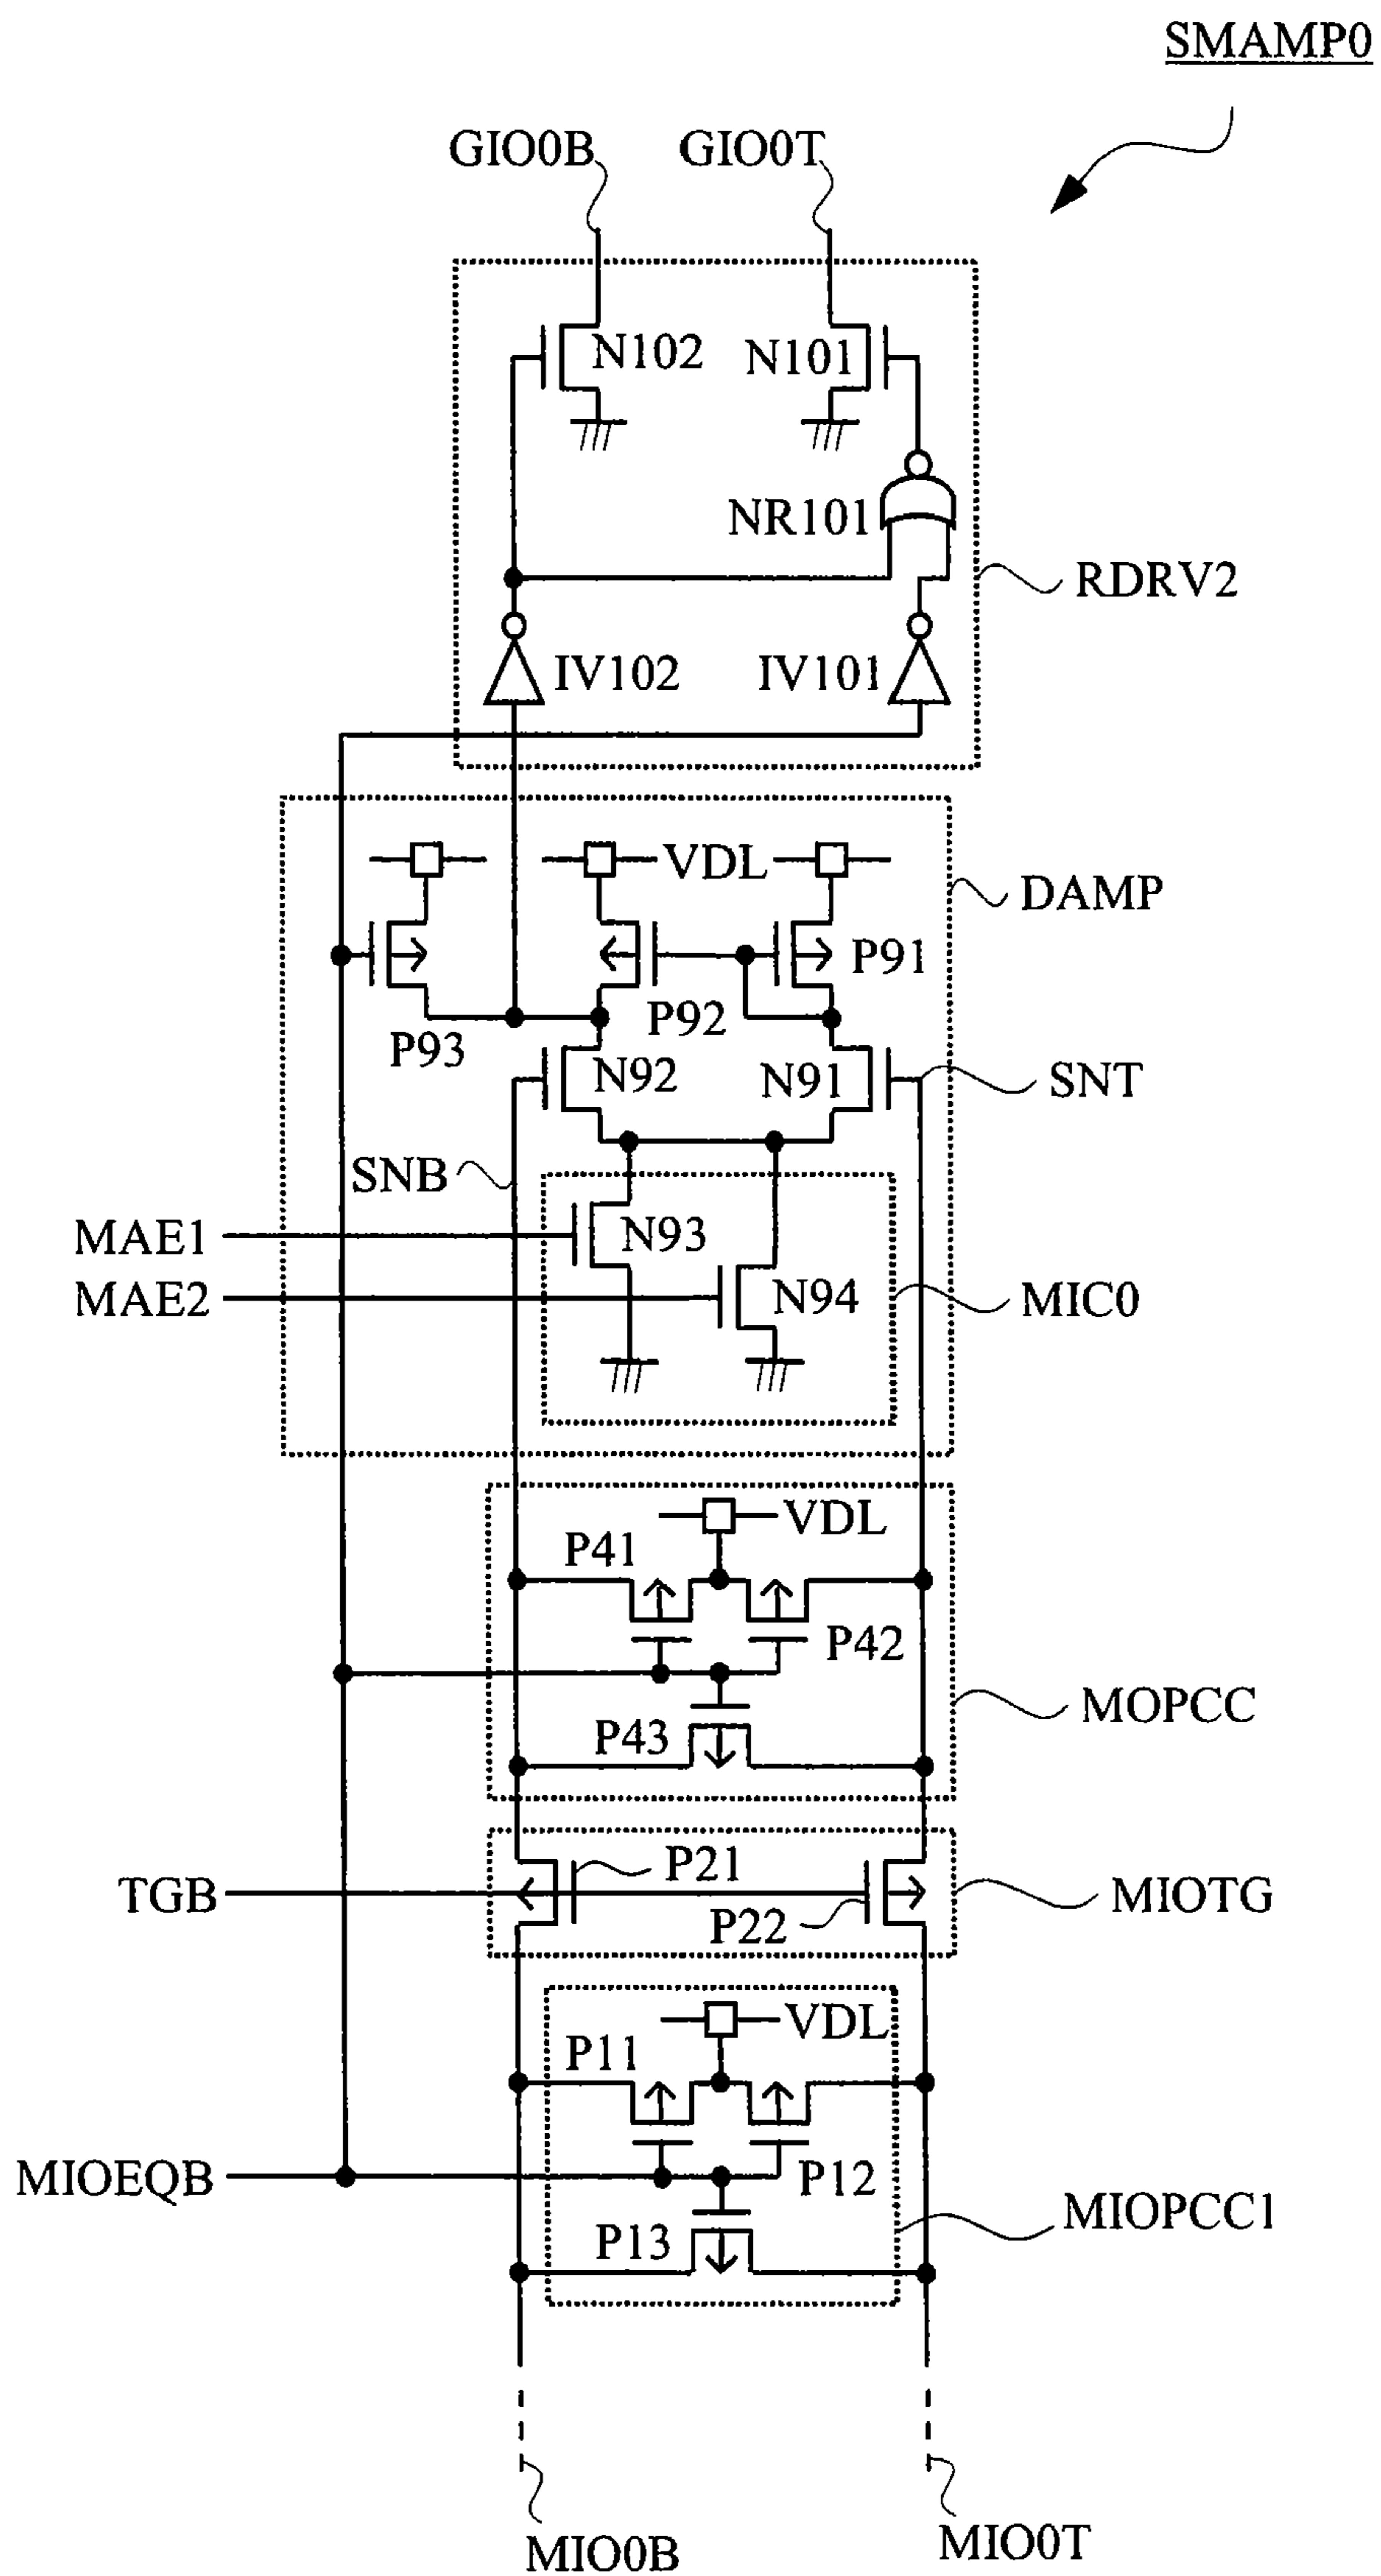 SMAMP0
GIO0B
GIO0T
N102
N101
NR101
RDRV2
IV102
IV101
VDL
DAMP
P91
P92
P93
N92
N91
SNT
SNB
MAE1
N93
MAE2
N94
MIC0
VDL
P41
P42
MOPCC
P43
P21
TGB
MIOTG
P22
VDL
P11
MIOEQB
P12
MIOPCC1
P13
MIO0B
MIO0T